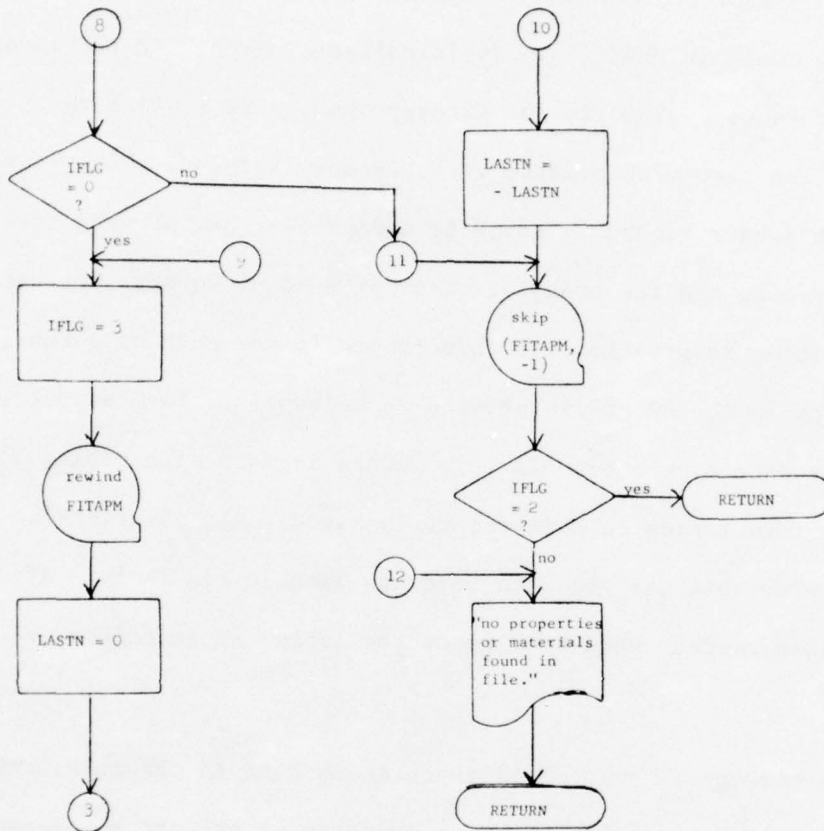 8
IFLG
= 0
?
no
yes
9
IFLG = 3
rewind
FITAPM
LASTN = 0
3
10
LASTN =
- LASTN
11
skip
(FITAPM,
-1)
IFLG
= 2
?
yes
RETURN
no
12
"no properties
or materials
found in
file."
RETURN